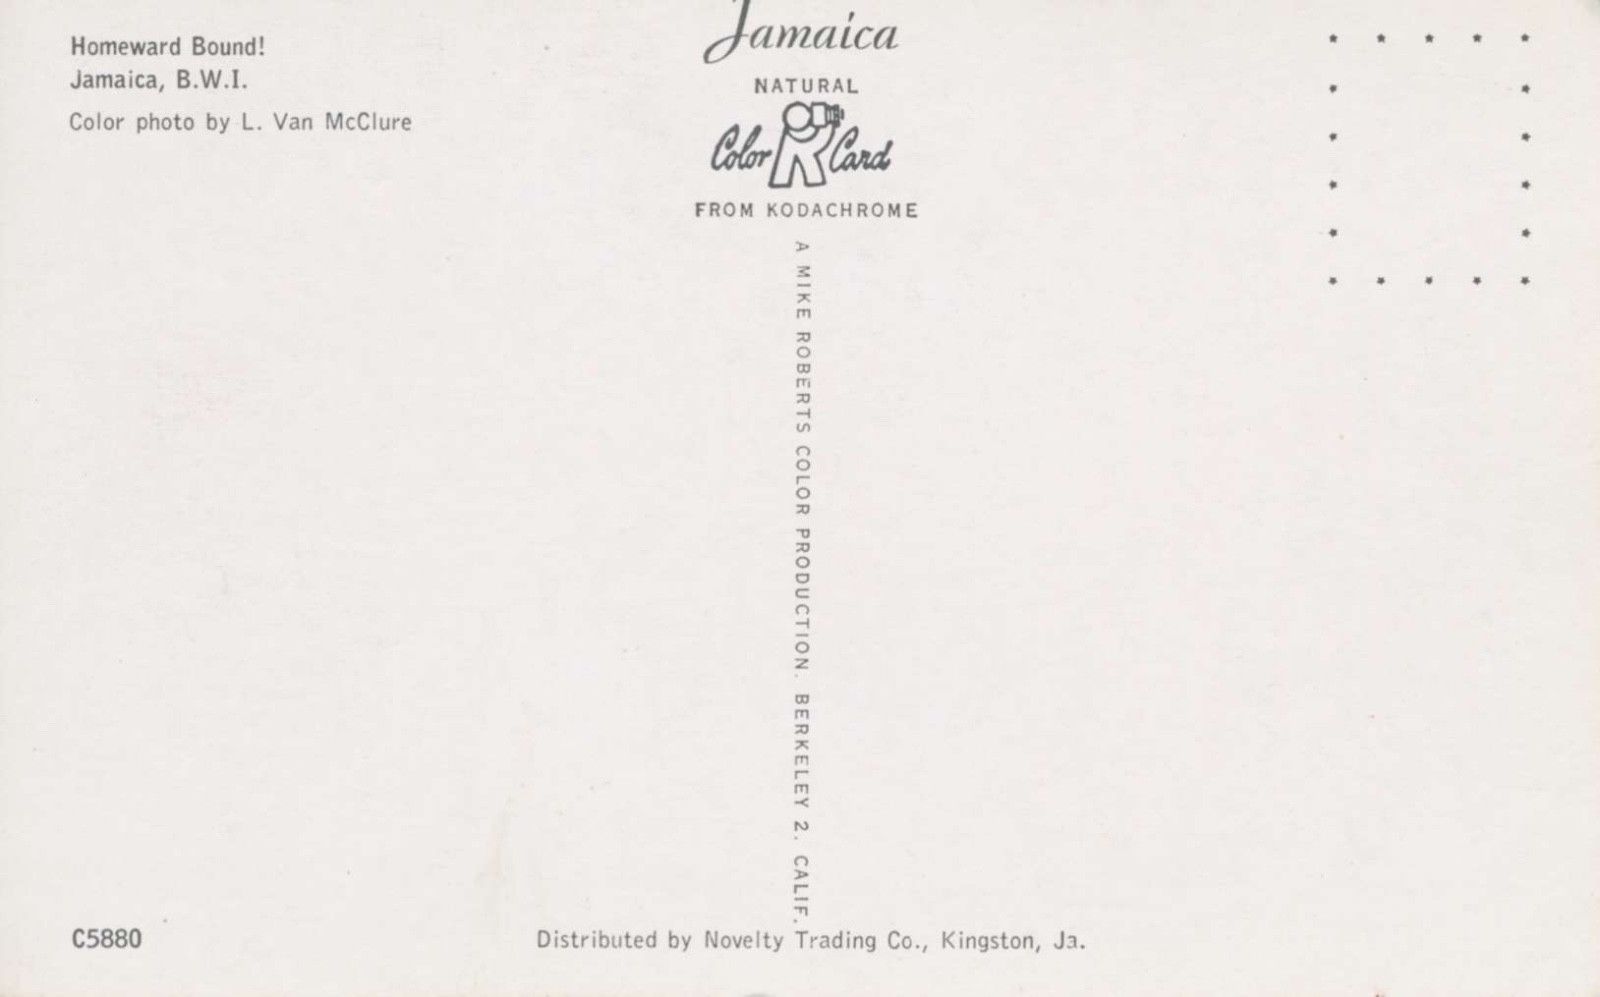 Homeward Bound!
Jamaica, B.W.I.
Color photo by L. Van McClure
Jamaica
NATURAL
Color R Card
FROM KODACHROME
A MIKE ROBERTS COLOR PRODUCTION. BERKELEY 2. CALIF.
C5880
Distributed by Novelty Trading Co., Kingston, Ja.